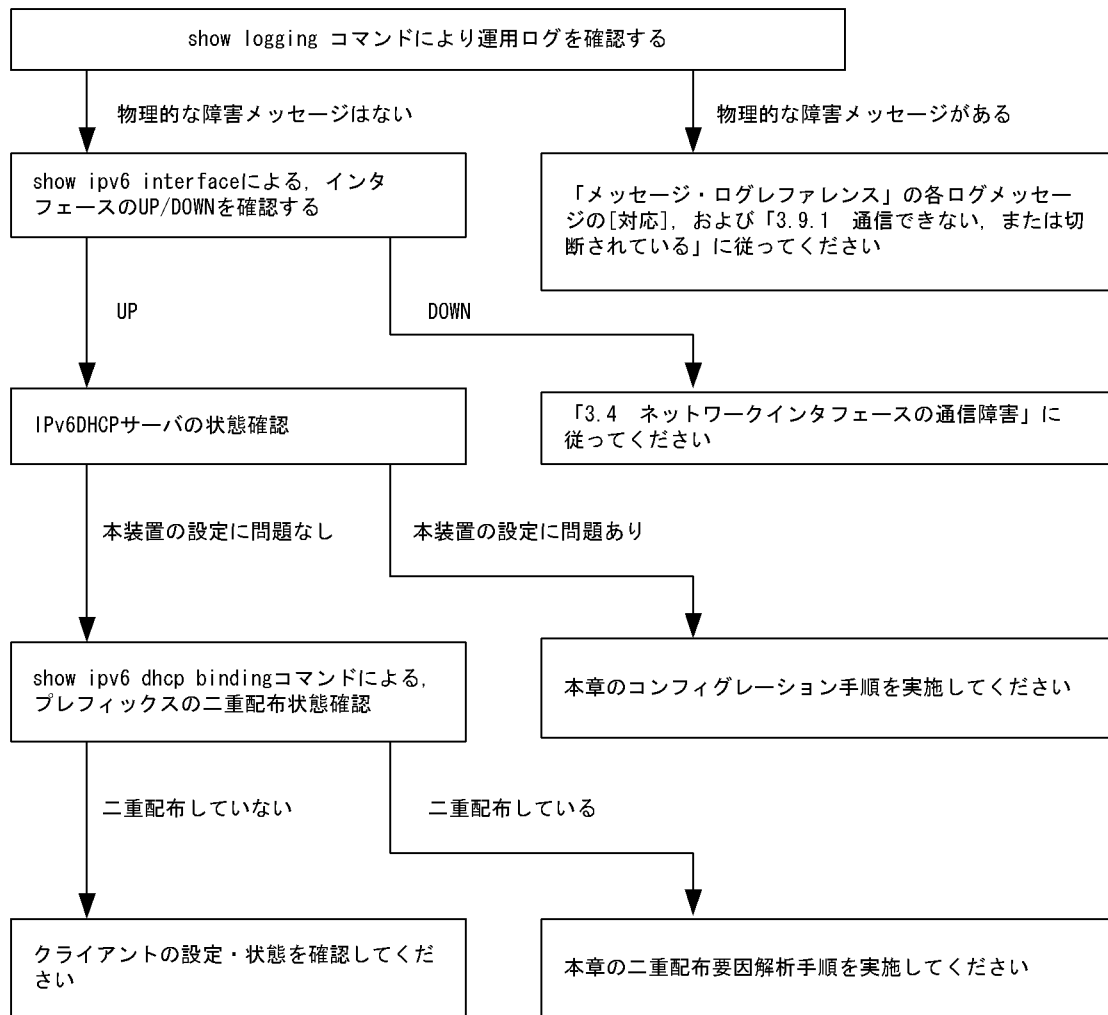 show logging コマンドにより運用ログを確認する
物理的な障害メッセージはない
物理的な障害メッセージがある
show ipv6 interfaceによる，インタ
フェースのUP/DOWNを確認する
「メッセージ・ログレファレンス」の各ログメッセー
ジの[対応]，および「3.9.1　通信できない，または切
断されている」に従ってください
UP
DOWN
IPv6DHCPサーバの状態確認
「3.4　ネットワークインタフェースの通信障害」に
従ってください
本装置の設定に問題なし
本装置の設定に問題あり
show ipv6 dhcp bindingコマンドによる，
プレフィックスの二重配布状態確認
本章のコンフィグレーション手順を実施してください
二重配布していない
二重配布している
クライアントの設定・状態を確認してくだ
さい
本章の二重配布要因解析手順を実施してください